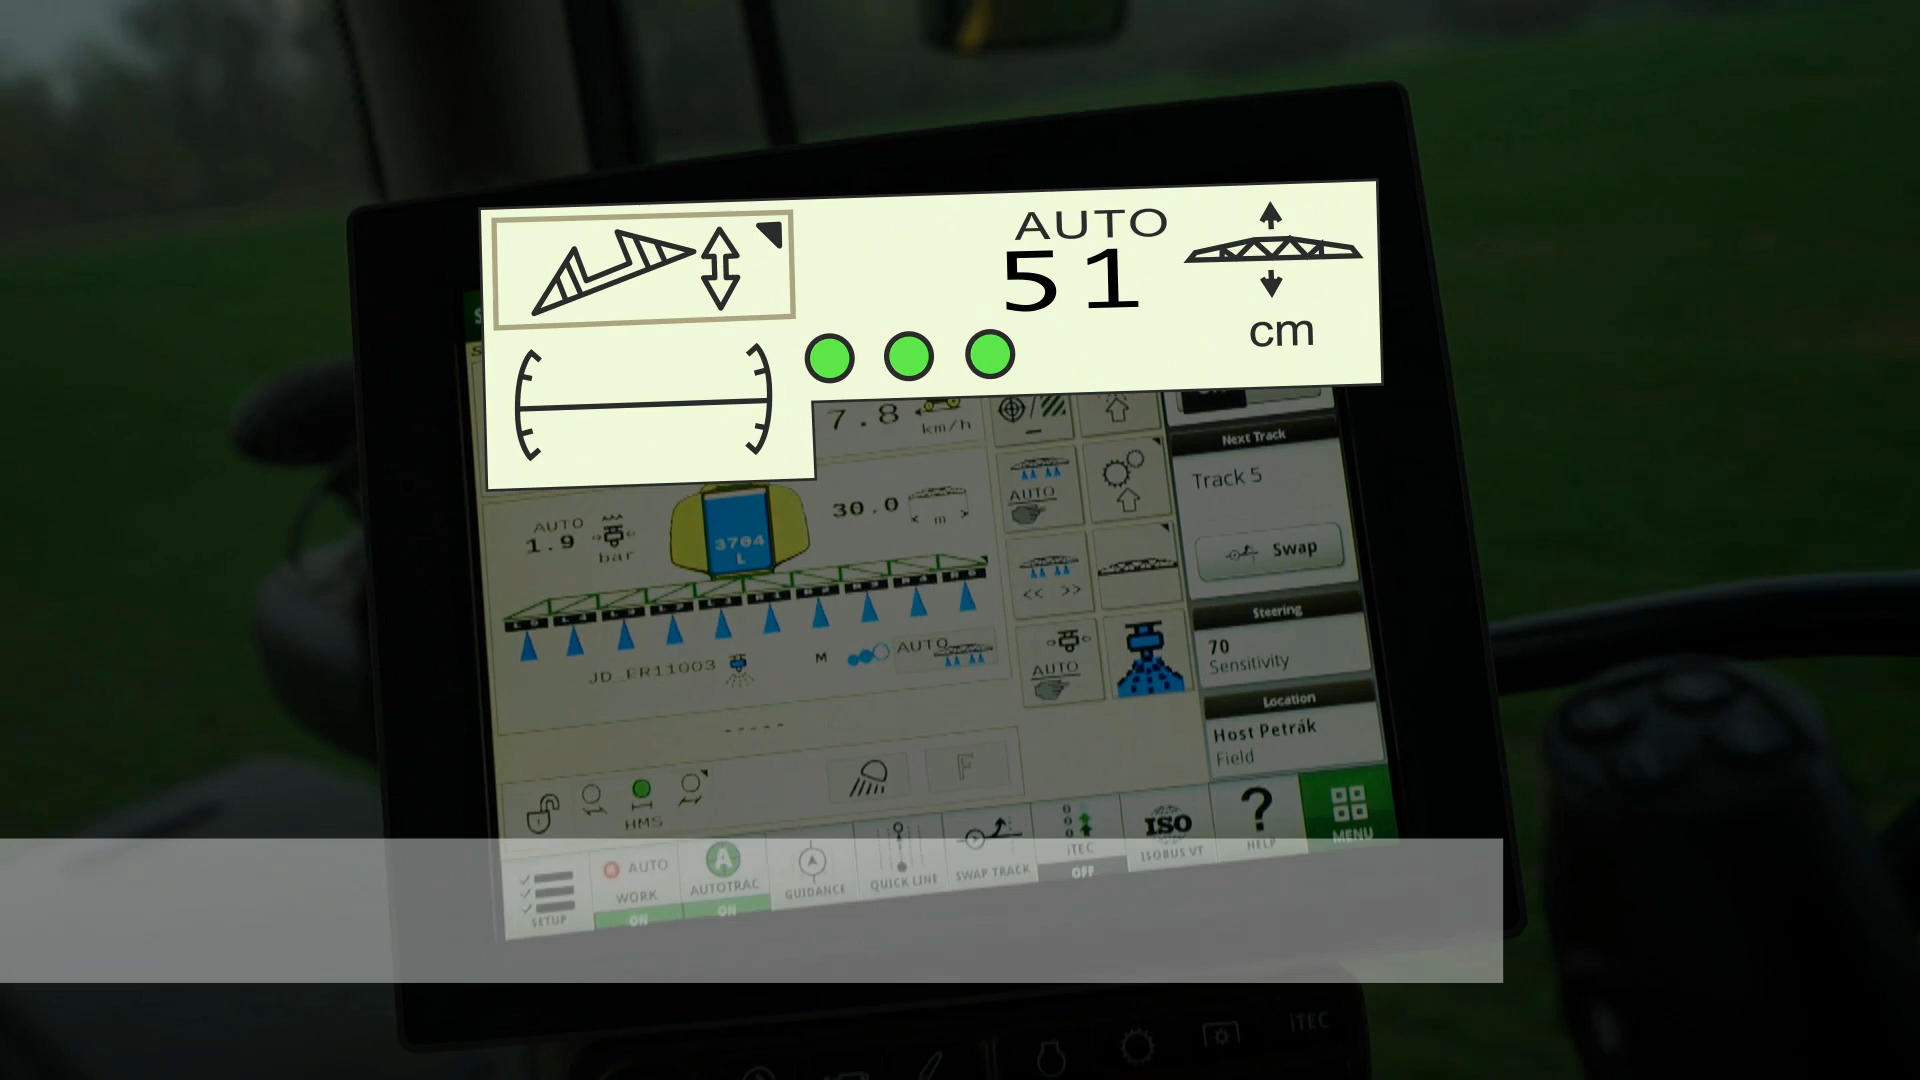 AUTO
51
cm
7.8
km/h
Next Track
Track 5
AUTO
1.9
bar
3704
L
30.0
m
AUTO
Swap
<< >>
Steering
70
Sensitivity
JD_ER11003
M
AUTO
AUTO
Location
Host Petrák
Field
-----
F
HMS
MENU
SETUP
AUTO
WORK
ON
A
AUTOTRAC
ON
GUIDANCE
QUICK LINE
SWAP TRACK
iTEC
OFF
ISO
ISOBUS VT
?
HELP
iTEC